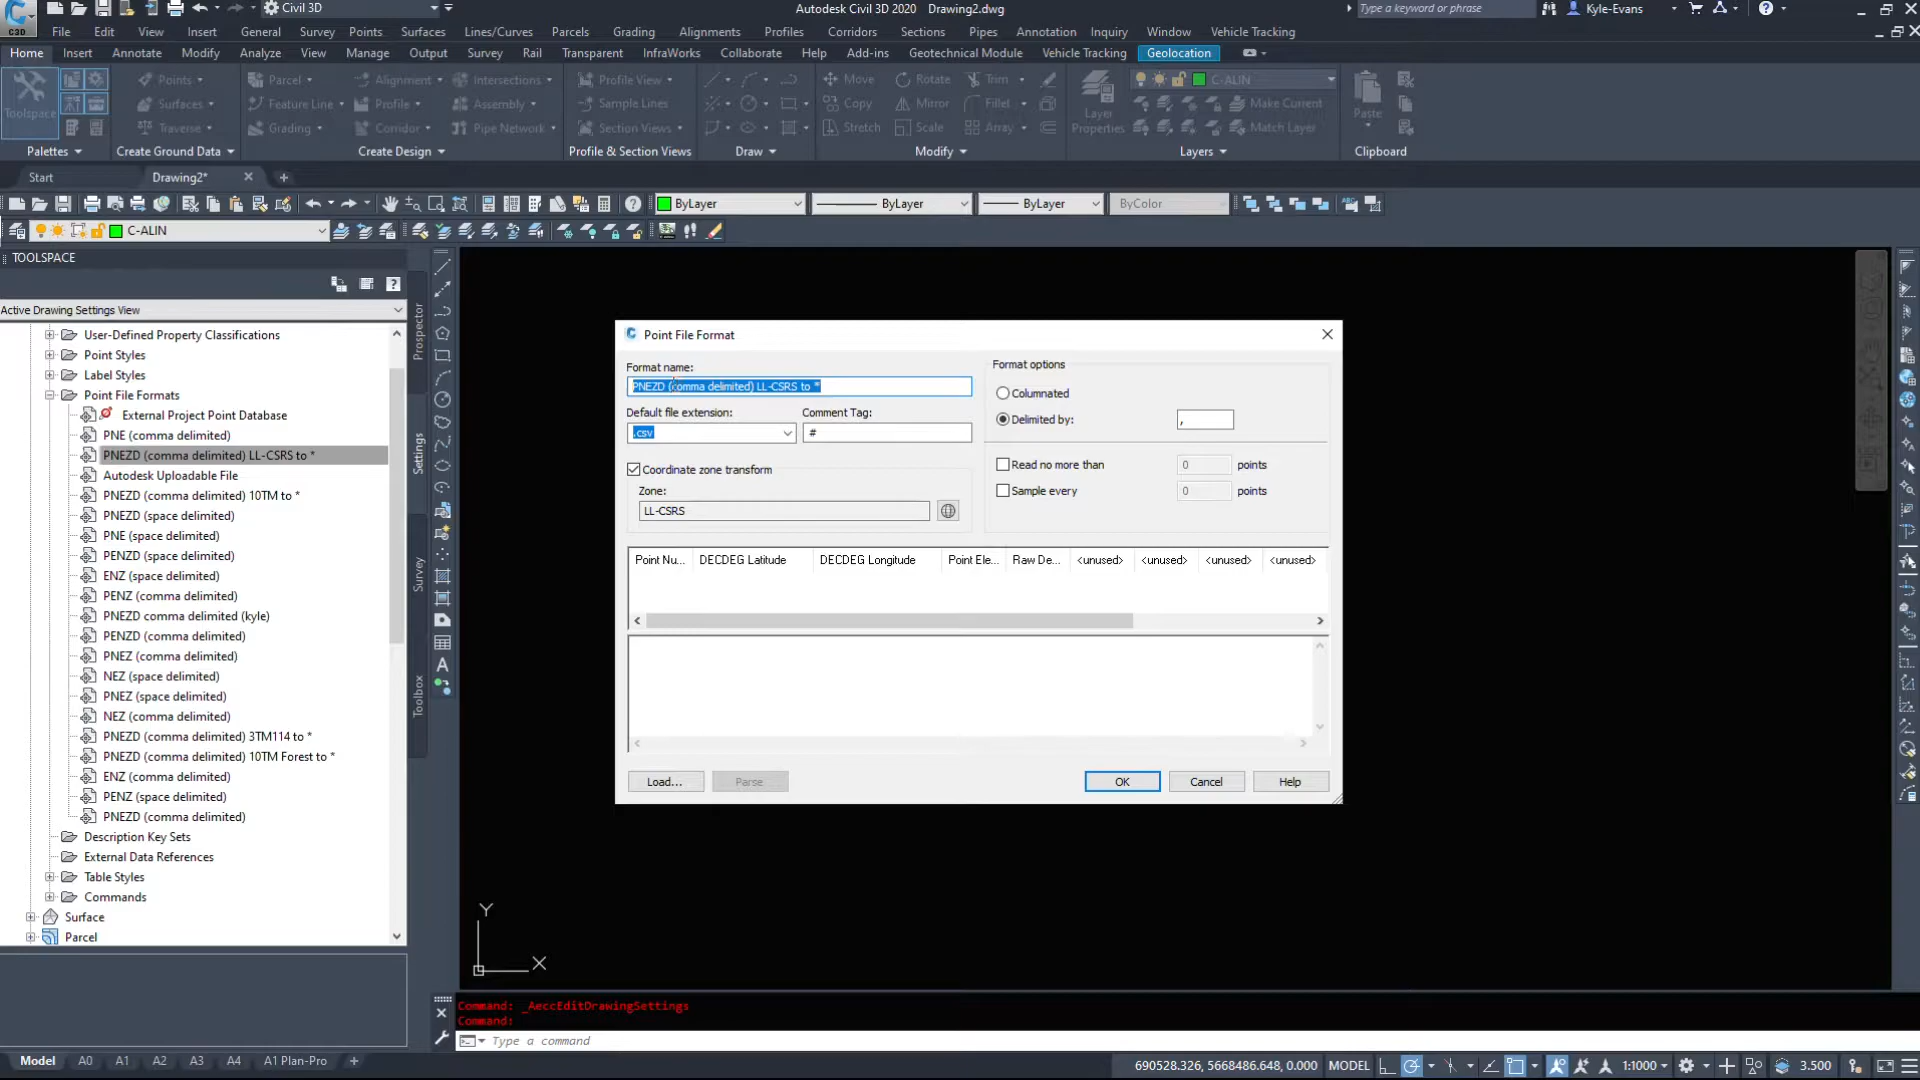 Civil 3D
Autodesk Civil 3D 2020 Drawing2.dwg
Type a keyword or phrase
Kyle-Evans
C3D
File Edit View Insert General Survey Points Surfaces Lines/Curves Parcels Grading Alignments Profiles Corridors Sections Pipes Annotation Inquiry Window Vehicle Tracking
Home Insert Annotate Modify Analyze View Manage Output Survey Rail Transparent InfraWorks Collaborate Help Add-ins Geotechnical Module Vehicle Tracking Geolocation
Toolspace
Points Parcel Alignment Intersections Profile View Move Rotate Trim C-ALIN
Surfaces Feature Line Profile Assembly Sample Lines Copy Mirror Fillet Make Current
Traverse Grading Corridor Pipe Network Section Views Stretch Scale Array Match Layer
Layer Properties
Paste
Palettes Create Ground Data Create Design Profile & Section Views Draw Modify Layers Clipboard
Start Drawing2*
ByLayer ByLayer ByLayer ByColor
C-ALIN
TOOLSPACE
Active Drawing Settings View
User-Defined Property Classifications
Point Styles
Label Styles
Point File Formats
External Project Point Database
PNE (comma delimited)
PNEZD (comma delimited) LL-CSRS to *
Autodesk Uploadable File
PNEZD (comma delimited) 10TM to *
PNEZD (space delimited)
PNE (space delimited)
PENZD (space delimited)
ENZ (space delimited)
PENZ (comma delimited)
PNEZD comma delimited (kyle)
PENZD (comma delimited)
PNEZ (comma delimited)
NEZ (space delimited)
PNEZ (space delimited)
NEZ (comma delimited)
PNEZD (comma delimited) 3TM114 to *
PNEZD (comma delimited) 10TM Forest to *
ENZ (comma delimited)
PENZ (space delimited)
PNEZD (comma delimited)
Description Key Sets
External Data References
Table Styles
Commands
Surface
Parcel
Prospector
Settings
Survey
Toolbox
Point File Format
Format name:
PNEZD (comma delimited) LL-CSRS to *
Default file extension: Comment Tag:
.csv #
Coordinate zone transform
Zone:
LL-CSRS
Format options
Columnated
Delimited by: ,
Read no more than 0 points
Sample every 0 points
Point Nu... DECDEG Latitude DECDEG Longitude Point Ele... Raw De... <unused> <unused> <unused> <unused>
Load... Parse OK Cancel Help
Y
X
Command: _AeccEditDrawingSettings
Command:
Type a command
Model A0 A1 A2 A3 A4 A1 Plan-Pro
690528.326, 5668486.648, 0.000 MODEL 1:1000 3.500